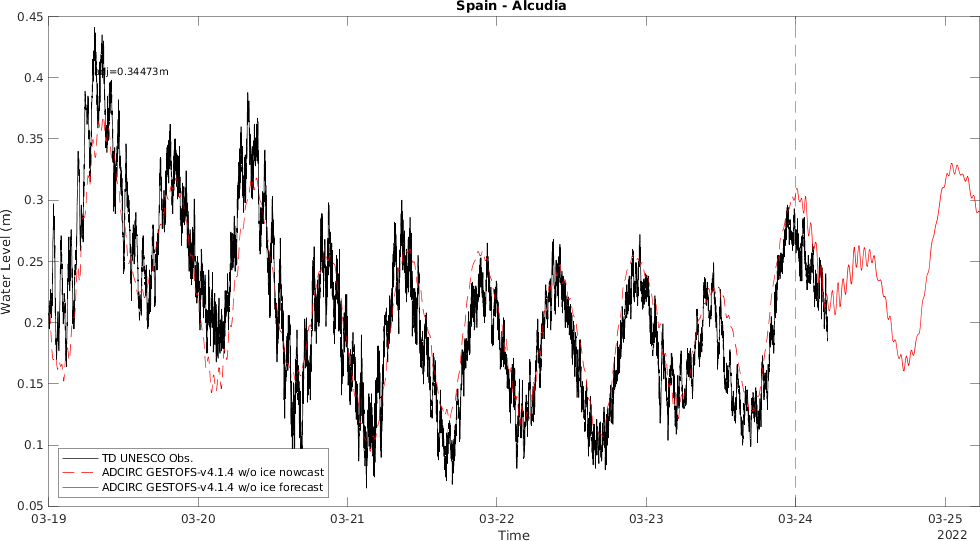 Spain - Alcudia
0.45
0.4
0.35
0.3
0.25
0.2
0.15
0.1
0.05
Water Level (m)
=0.34473m
TD UNESCO Obs.
ADCIRC GESTOFS-v4.1.4 w/o ice nowcast
ADCIRC GESTOFS-v4.1.4 w/o ice forecast
03-19 03-20 03-21 03-22 03-23 03-24 03-25
Time
2022